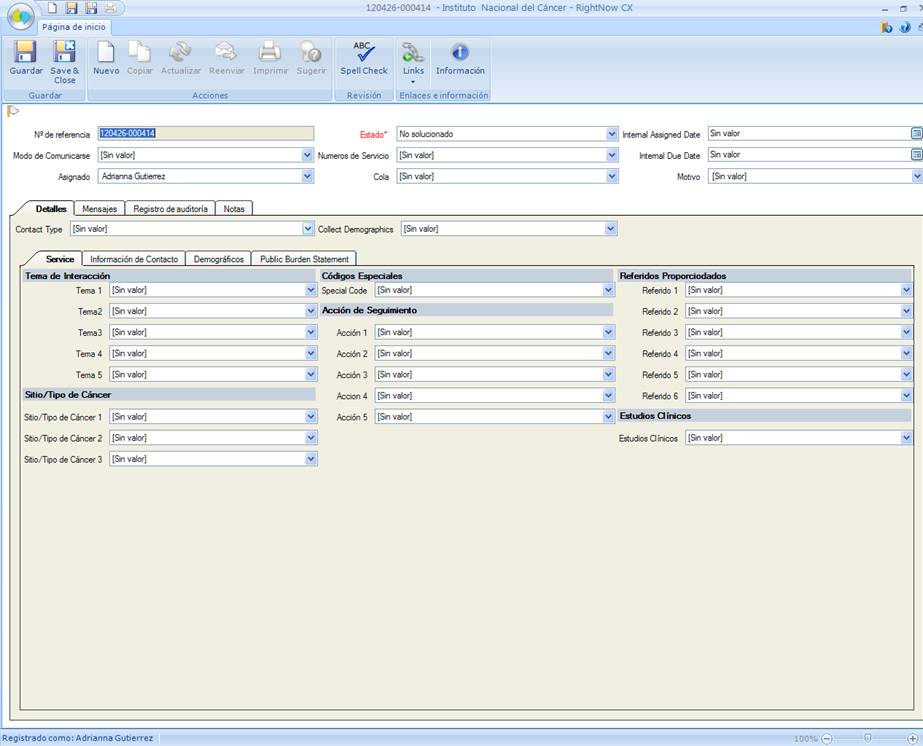 120426-000414 - Instituto Nacional del Cáncer - RightNow CX
Página de inicio
Guardar Save & Close Nuevo Copiar Actualizar Reenviar Imprimir Sugerir ABC Spell Check Links Información
Guardar Acciones Revisión Enlaces e información
Nº de referencia 120426-000414 Estado* No solucionado Internal Assigned Date Sin valor
Modo de Comunicarse [Sin valor] Numeros de Servicio [Sin valor] Internal Due Date Sin valor
Asignado Adrianna Gutierrez Cola [Sin valor] Motivo [Sin valor]
Detalles Mensajes Registro de auditoría Notas
Contact Type [Sin valor] Collect Demographics [Sin valor]
Service Información de Contacto Demográficos Public Burden Statement
Tema de Interacción Códigos Especiales Referidos Proporciodados
Tema 1 [Sin valor] Special Code [Sin valor] Referido 1 [Sin valor]
Tema2 [Sin valor] Acción de Seguimiento Referido 2 [Sin valor]
Tema3 [Sin valor] Acción 1 [Sin valor] Referido 3 [Sin valor]
Tema 4 [Sin valor] Acción 2 [Sin valor] Referido 4 [Sin valor]
Tema 5 [Sin valor] Acción 3 [Sin valor] Referido 5 [Sin valor]
Sitio/Tipo de Cáncer Accion 4 [Sin valor] Referido 6 [Sin valor]
Sitio/Tipo de Cáncer 1 [Sin valor] Acción 5 [Sin valor] Estudios Clínicos
Sitio/Tipo de Cáncer 2 [Sin valor] Estudios Clínicos [Sin valor]
Sitio/Tipo de Cáncer 3 [Sin valor]
Registrado como: Adrianna Gutierrez 100%